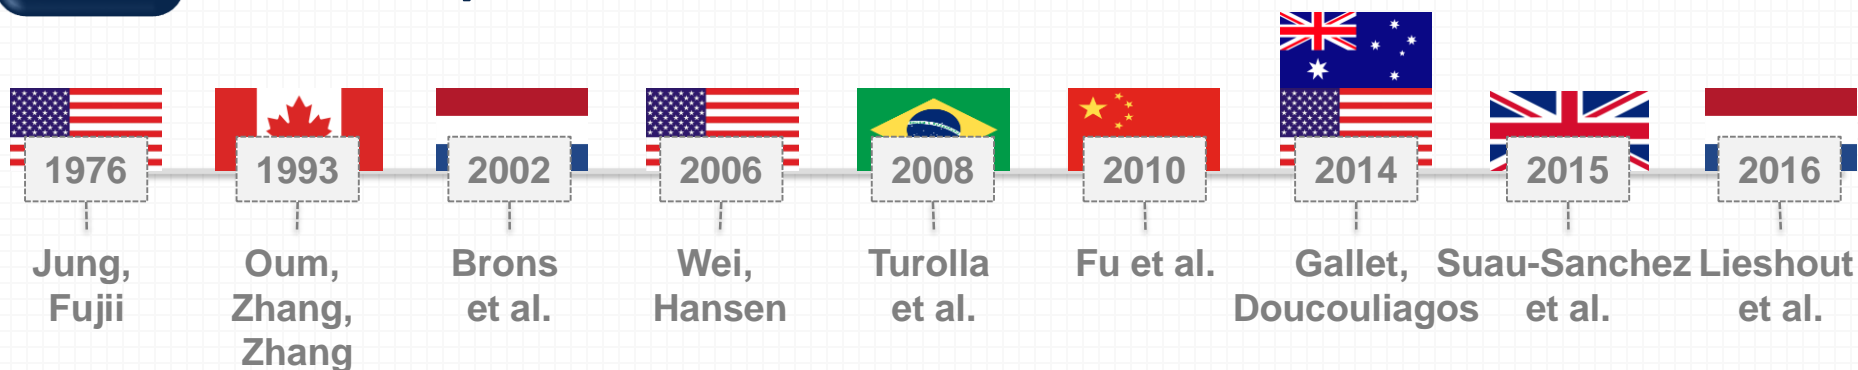 1976
1993
2002
2006
2008
2010
2014
2015
2016
Jung,
Fujii
Oum,
Zhang,
Zhang
Brons
et al.
Wei,
Hansen
Turolla
et al.
Fu et al.
Gallet,
Doucouliagos
Suau-Sanchez
et al.
Lieshout
et al.